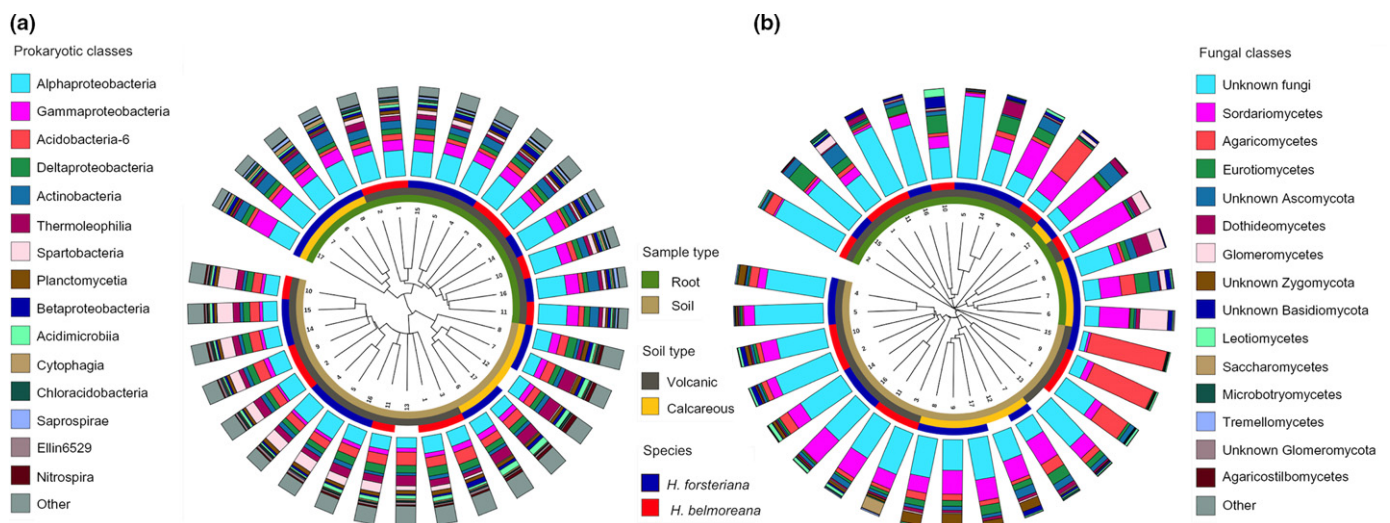 (a)
Prokaryotic classes
Alphaproteobacteria
Gammaproteobacteria
Acidobacteria-6
Deltaproteobacteria
Actinobacteria
Thermoleophilia
Spartobacteria
Planctomycetia
Betaproteobacteria
Acidimicrobiia
Cytophagia
Chloracidobacteria
Saprospirae
Ellin6529
Nitrospira
Other
Sample type
Root
Soil
Soil type
Volcanic
Calcareous
Species
H. forsteriana
H. belmoreana
(b)
Fungal classes
Unknown fungi
Sordariomycetes
Agaricomycetes
Eurotiomycetes
Unknown Ascomycota
Dothideomycetes
Glomeromycetes
Unknown Zygomycota
Unknown Basidiomycota
Leotiomycetes
Saccharomycetes
Microbotryomycetes
Tremellomycetes
Unknown Glomeromycota
Agaricostilbomycetes
Other